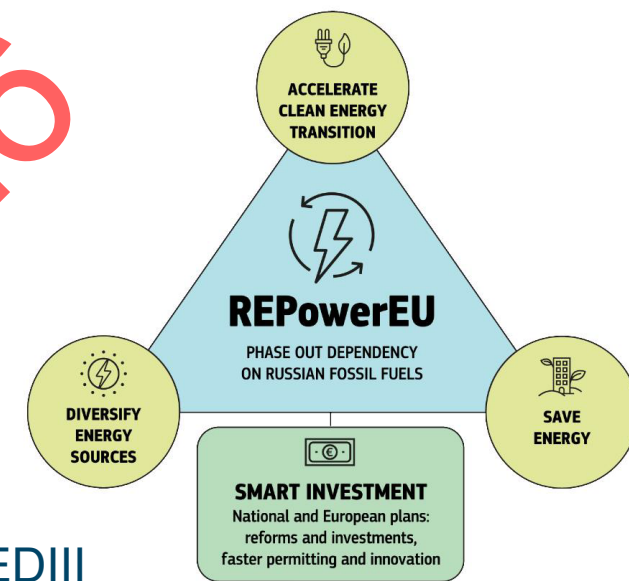 ACCELERATE
CLEAN ENERGY
TRANSITION
REPowerEU
PHASE OUT DEPENDENCY
ON RUSSIAN FOSSIL FUELS
DIVERSIFY
ENERGY
SOURCES
SAVE
ENERGY
€
SMART INVESTMENT
National and European plans:
reforms and investments,
faster permitting and innovation
EDIII